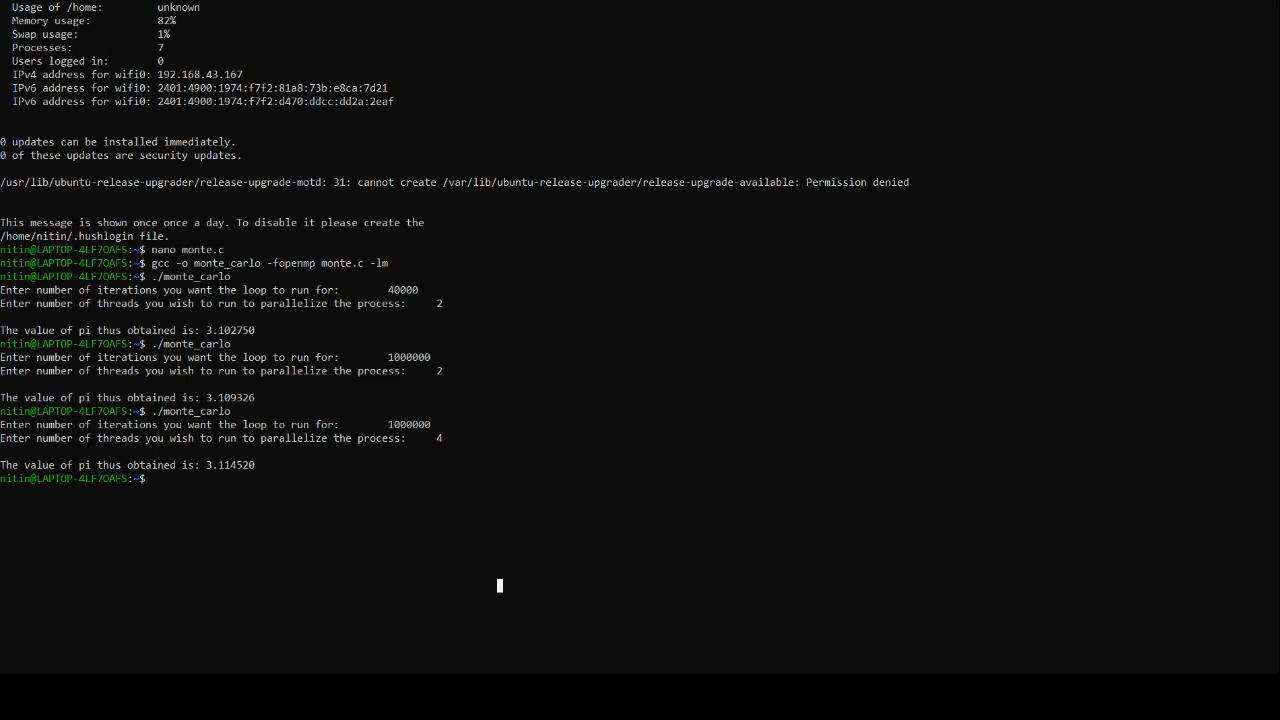 Usage of /home: unknown
Memory usage: 82%
Swap usage: 1%
Processes: 7
Users logged in: 0
IPv4 address for wifi0: 192.168.43.167
IPv6 address for wifi0: 2401:4900:1974:f7f2:81a8:73b:e8ca:7d21
IPv6 address for wifi0: 2401:4900:1974:f7f2:d470:ddcc:dd2a:2eaf
0 updates can be installed immediately.
0 of these updates are security updates.
/usr/lib/ubuntu-release-upgrader/release-upgrade-motd: 31: cannot create /var/lib/ubuntu-release-upgrader/release-upgrade-available: Permission denied
This message is shown once once a day. To disable it please create the
/home/nitin/.hushlogin file.
nitin@LAPTOP-4LF7OAFS:~$ nano monte.c
nitin@LAPTOP-4LF7OAFS:~$ gcc -o monte_carlo -fopenmp monte.c -lm
nitin@LAPTOP-4LF7OAFS:~$ ./monte_carlo
Enter number of iterations you want the loop to run for: 40000
Enter number of threads you wish to run to parallelize the process: 2
The value of pi thus obtained is: 3.102750
nitin@LAPTOP-4LF7OAFS:~$ ./monte_carlo
Enter number of iterations you want the loop to run for: 1000000
Enter number of threads you wish to run to parallelize the process: 2
The value of pi thus obtained is: 3.109326
nitin@LAPTOP-4LF7OAFS:~$ ./monte_carlo
Enter number of iterations you want the loop to run for: 1000000
Enter number of threads you wish to run to parallelize the process: 4
The value of pi thus obtained is: 3.114520
nitin@LAPTOP-4LF7OAFS:~$